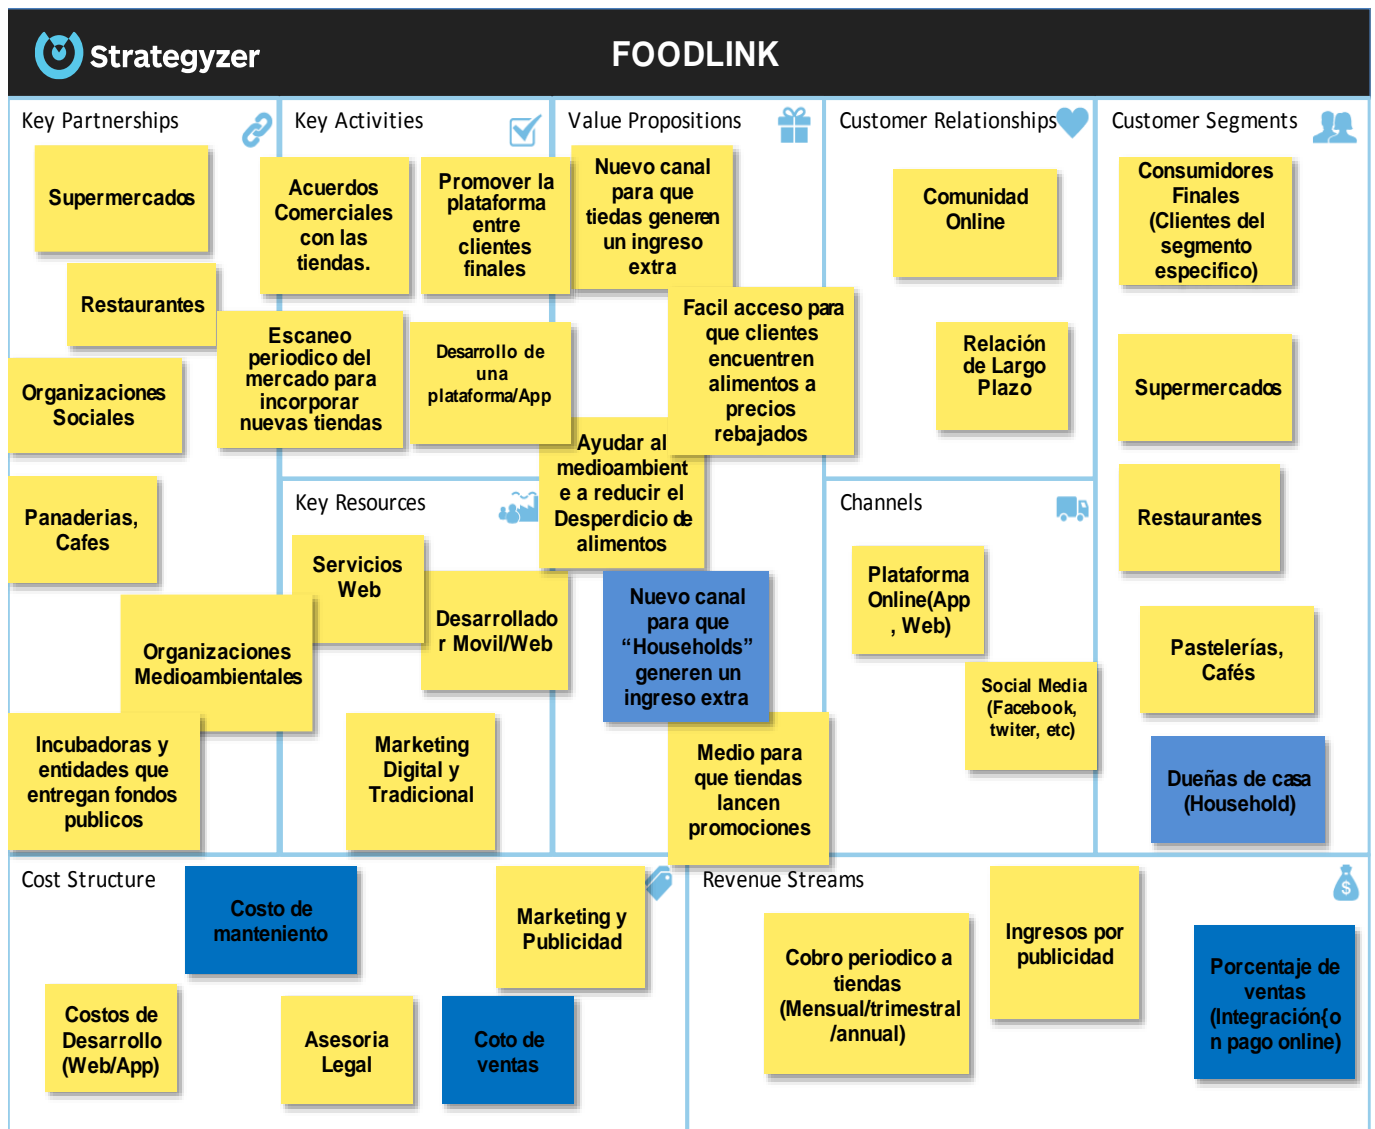 Strategyzer
FOODLINK
Key Partnerships
Supermercados
Restaurantes
Organizaciones
Sociales
Panaderias,
Cafes
Organizaciones
Medioambientales
Incubadoras y
entidades que
entregan fondos
publicos
Key Activities
Acuerdos
Comerciales
con las
tiendas.
Promover la
plataforma
entre
clientes
finales
Escaneo
periodico del
mercado para
incorporar
nuevas tiendas
Desarrollo de
una
plataforma/App
Key Resources
Servicios
Web
Desarrollado
r Movil/Web
Marketing
Digital y
Tradicional
Value Propositions
Nuevo canal
para que
tiedas generen
un ingreso
extra
Facil acceso para
que clientes
encuentren
alimentos a
precios
rebajados
Ayudar al
medioambient
e a reducir el
Desperdicio de
alimentos
Nuevo canal
para que
“Households”
generen un
ingreso extra
Medio para
que tiendas
lancen
promociones
Customer Relationships
Comunidad
Online
Relación
de Largo
Plazo
Channels
Plataforma
Online(App
, Web)
Social Media
(Facebook,
twiter, etc)
Customer Segments
Consumidores
Finales
(Clientes del
segmento
especifico)
Supermercados
Restaurantes
Pastelerías,
Cafés
Dueñas de casa
(Household)
Cost Structure
Costo de
manteniento
Marketing y
Publicidad
Costos de
Desarrollo
(Web/App)
Asesoria
Legal
Coto de
ventas
Revenue Streams
$
Cobro periodico a
tiendas
(Mensual/trimestral
/annual)
Ingresos por
publicidad
Porcentaje de
ventas
(Integración{o
n pago online)